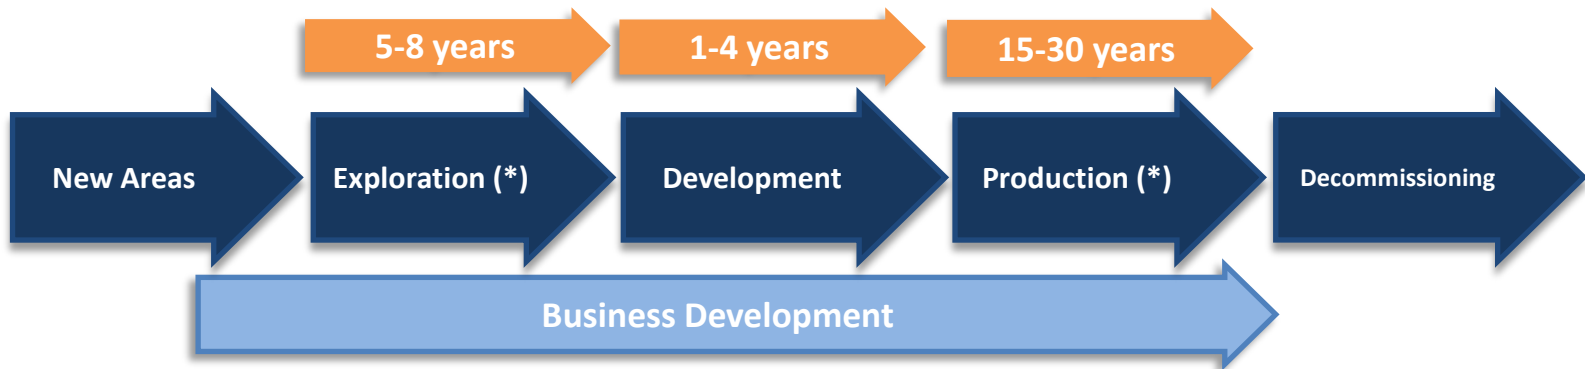 5-8 years
1-4 years
15-30 years
New Areas
Exploration (*)
Development
Production (*)
Decommissioning
Business Development